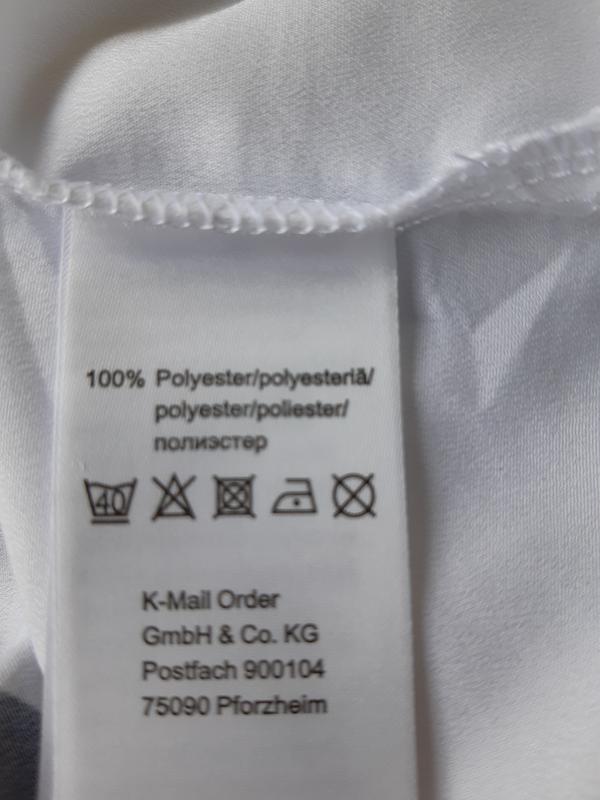 100% Polyester/polyesteriä/
polyester/poliester/
полиэстер
40
K-Mail Order
GmbH & Co. KG
Postfach 900104
75090 Pforzheim